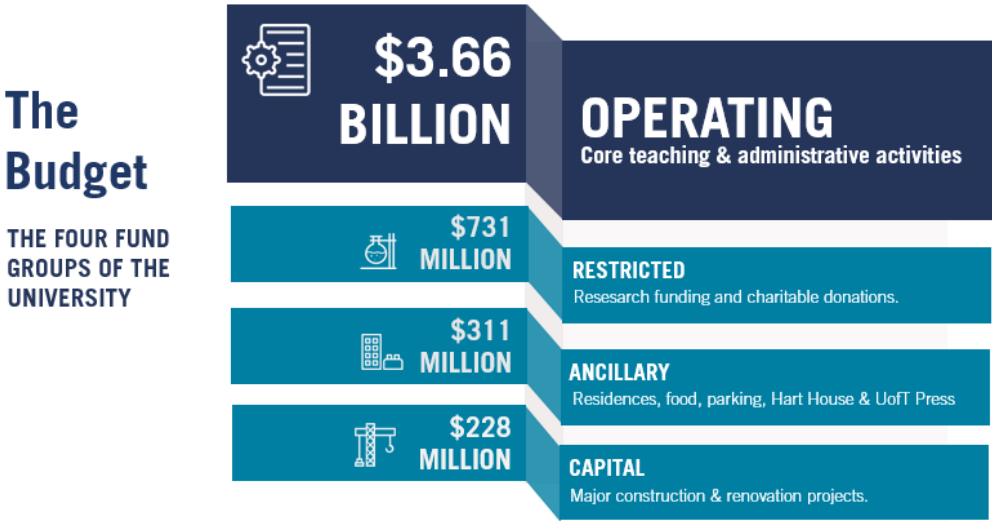 The
Budget
THE FOUR FUND
GROUPS OF THE
UNIVERSITY
$3.66
BILLION
OPERATING
Core teaching & administrative activities
$731
MILLION
RESTRICTED
Resesarch funding and charitable donations.
$311
MILLION
ANCILLARY
Residences, food, parking, Hart House & UofT Press
$228
MILLION
CAPITAL
Major construction & renovation projects.